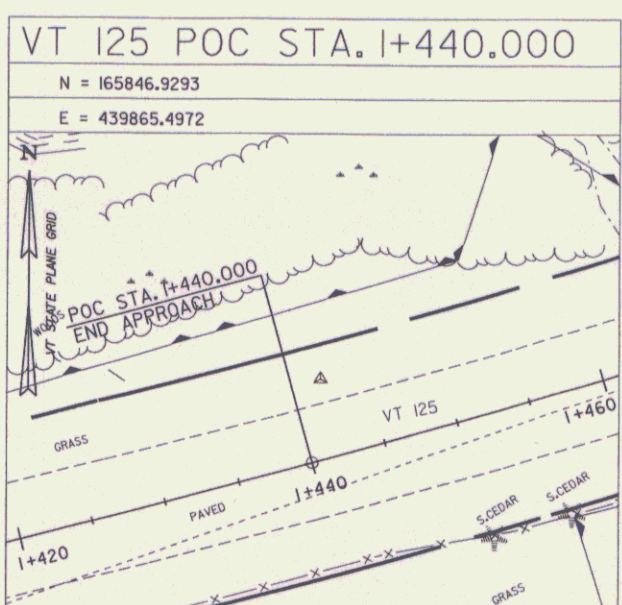 VT 125 POC STA. 1+440.000
N = 165846.9293
E = 439865.4972
N
VT STATE PLANE GRID
WOODS
POC STA. 1+440.000
END APPROACH
VT 125
1+460
GRASS
1+440
S.CEDAR
S.CEDAR
PAVED
1+420
GRASS